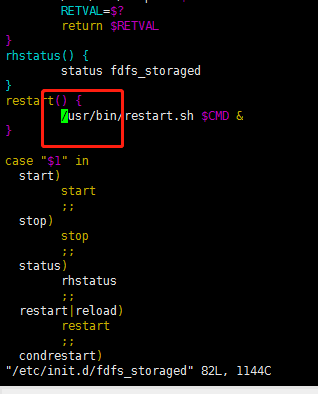 RETVAL=$?
return $RETVAL
}
rhstatus() {
status fdfs_storaged
}
restart() {
/usr/bin/restart.sh $CMD &
}
case "$1" in
start)
start
;;
stop)
stop
;;
status)
rhstatus
;;
restart|reload)
restart
;;
condrestart)
"/etc/init.d/fdfs_storaged" 82L, 1144C